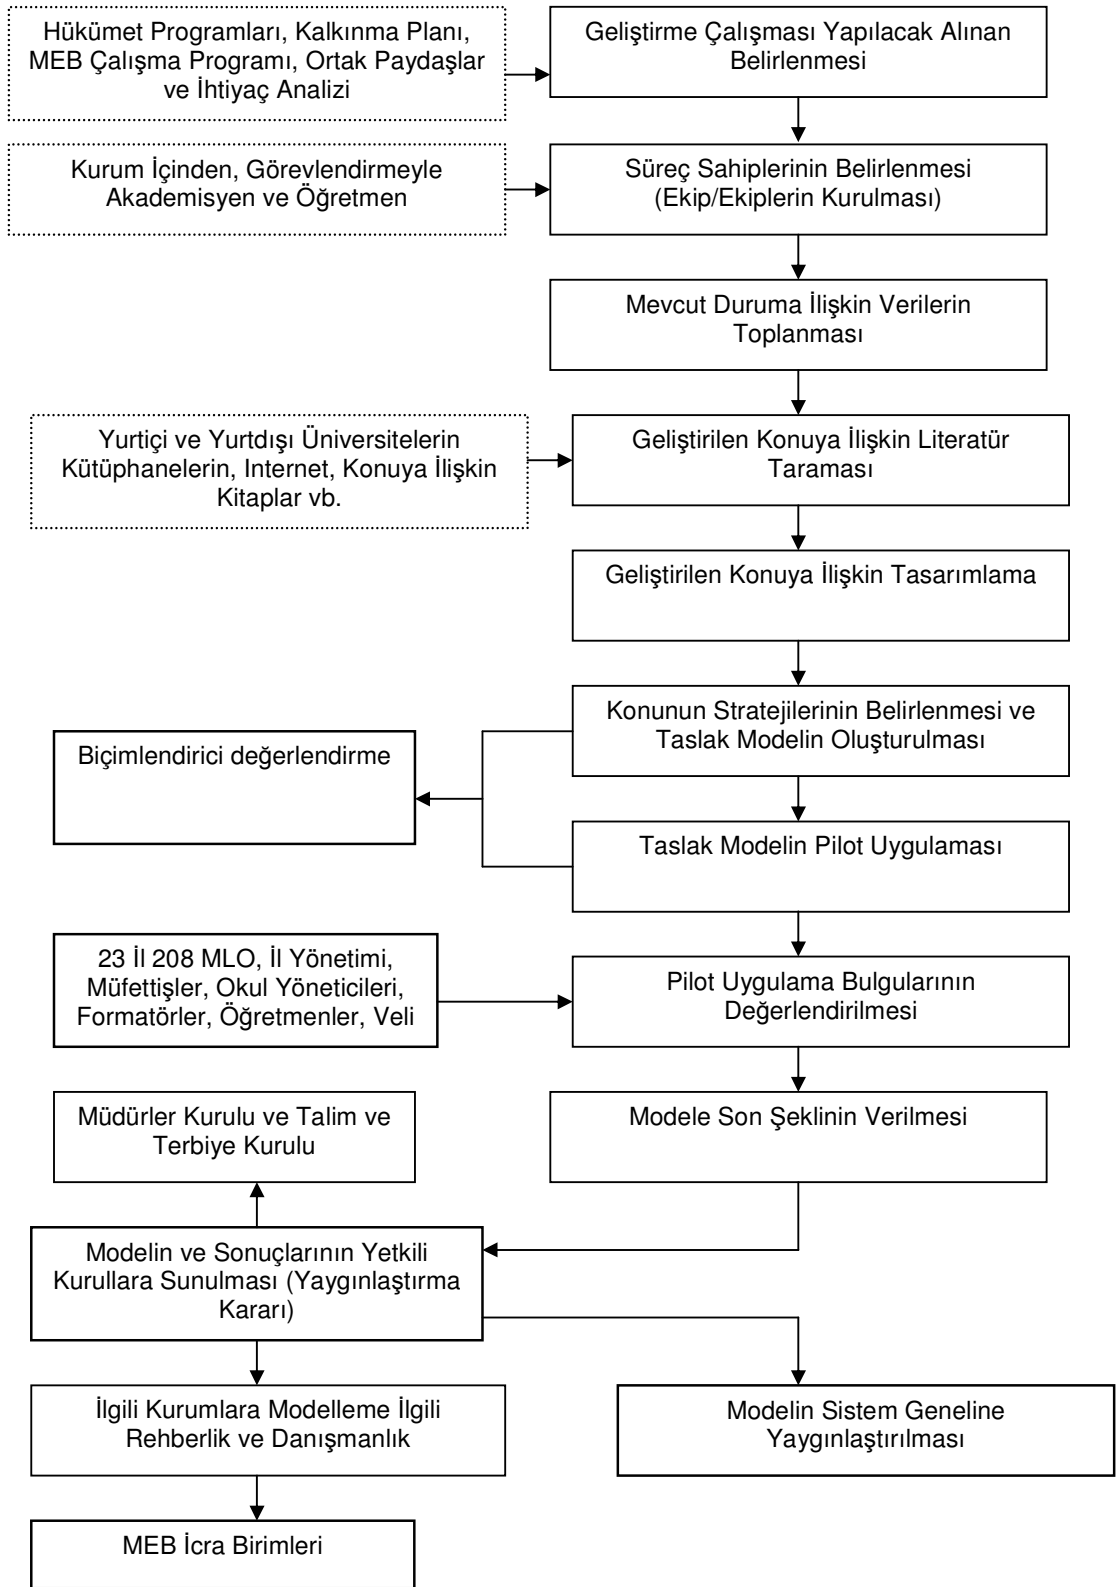 Hükümet Programları, Kalkınma Planı,
MEB Çalışma Programı, Ortak Paydaşlar
ve İhtiyaç Analizi
Geliştirme Çalışması Yapılacak Alınan
Belirlenmesi
Kurum İçinden, Görevlendirmeyle
Akademisyen ve Öğretmen
Süreç Sahiplerinin Belirlenmesi
(Ekip/Ekiplerin Kurulması)
Mevcut Duruma İlişkin Verilerin
Toplanması
Yurtiçi ve Yurtdışı Üniversitelerin
Kütüphanelerin, Internet, Konuya İlişkin
Kitaplar vb.
Geliştirilen Konuya İlişkin Literatür
Taraması
Geliştirilen Konuya İlişkin Tasarımlama
Konunun Stratejilerinin Belirlenmesi ve
Taslak Modelin Oluşturulması
Biçimlendirici değerlendirme
Taslak Modelin Pilot Uygulaması
23 İl 208 MLO, İl Yönetimi,
Müfettişler, Okul Yöneticileri,
Formatörler, Öğretmenler, Veli
Pilot Uygulama Bulgularının
Değerlendirilmesi
Müdürler Kurulu ve Talim ve
Terbiye Kurulu
Modele Son Şeklinin Verilmesi
Modelin ve Sonuçlarının Yetkili
Kurullara Sunulması (Yaygınlaştırma
Kararı)
İlgili Kurumlara Modelleme İlgili
Rehberlik ve Danışmanlık
Modelin Sistem Geneline
Yaygınlaştırılması
MEB İcra Birimleri